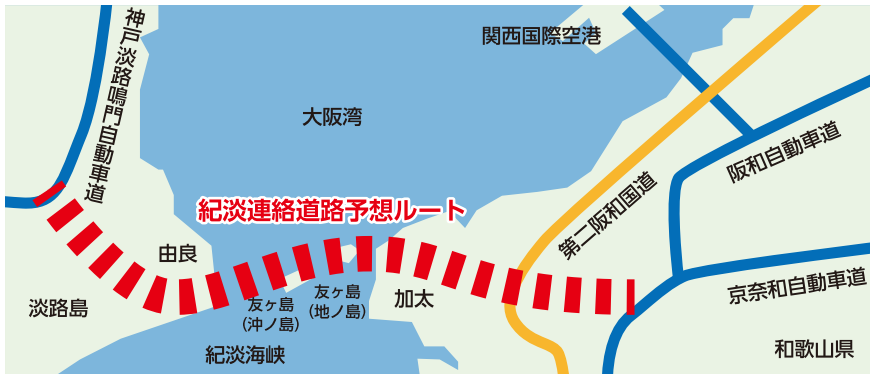 関西国際空港
神戸淡路鳴門自動車道
大阪湾
阪和自動車道
第二阪和国道
紀淡連絡道路予想ルート
由良
友ヶ島
(地ノ島)
友ヶ島
(沖ノ島)
加太
淡路島
京奈和自動車道
紀淡海峡
和歌山県